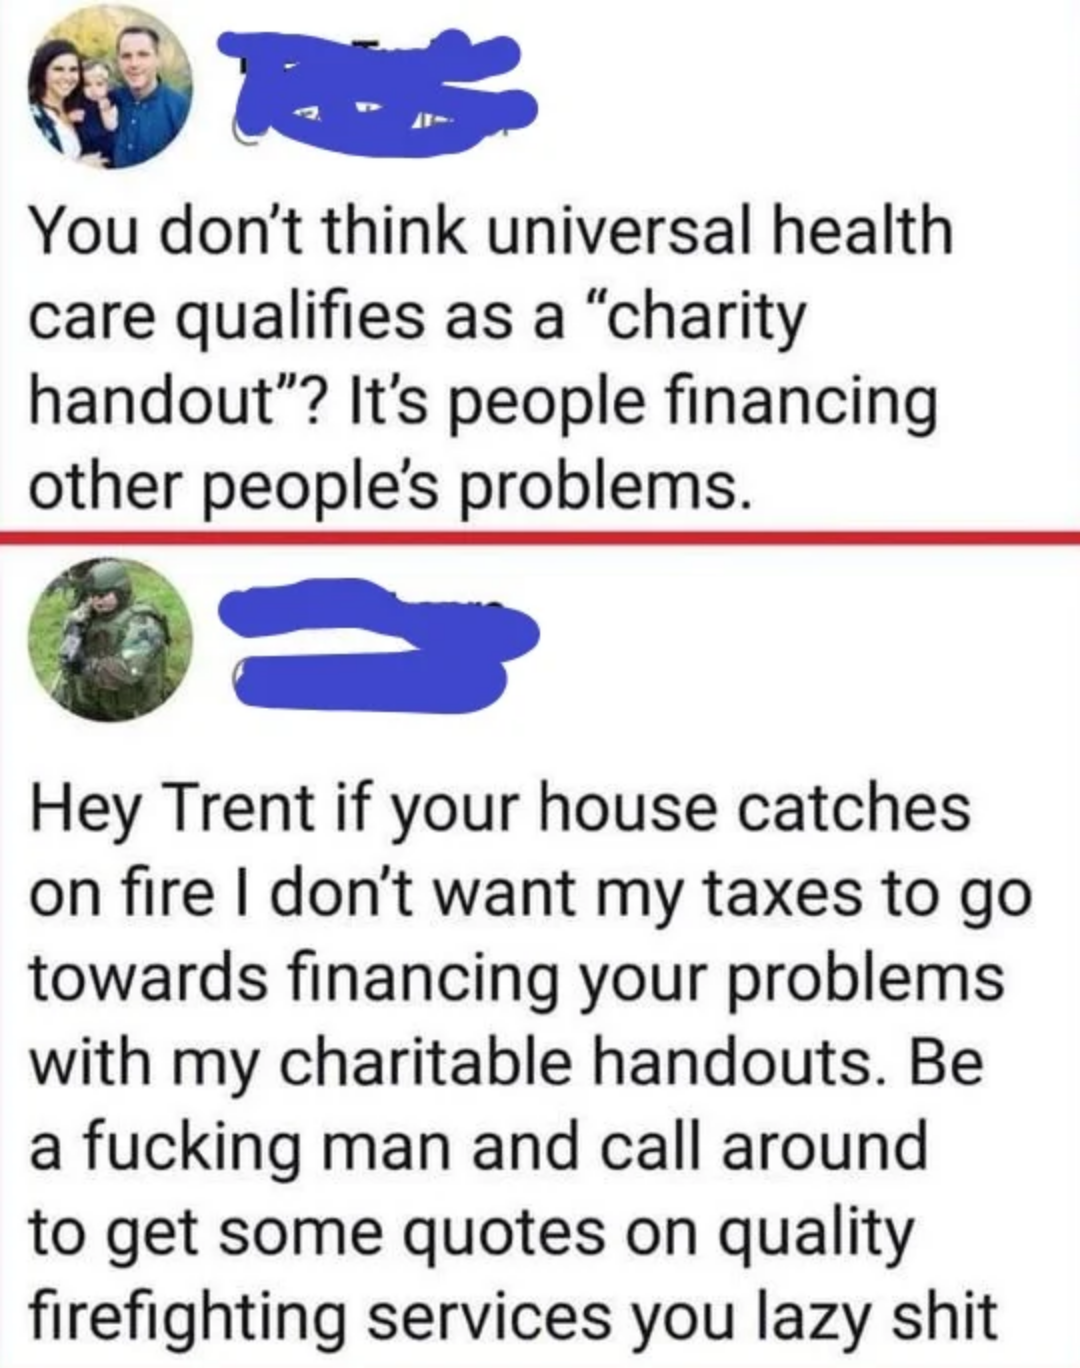 You don't think universal health
care qualifies as a “charity
handout”? It's people financing
other people's problems.
Hey Trent if your house catches
on fire I don't want my taxes to go
towards financing your problems
with my charitable handouts. Be
a fucking man and call around
to get some quotes on quality
firefighting services you lazy shit